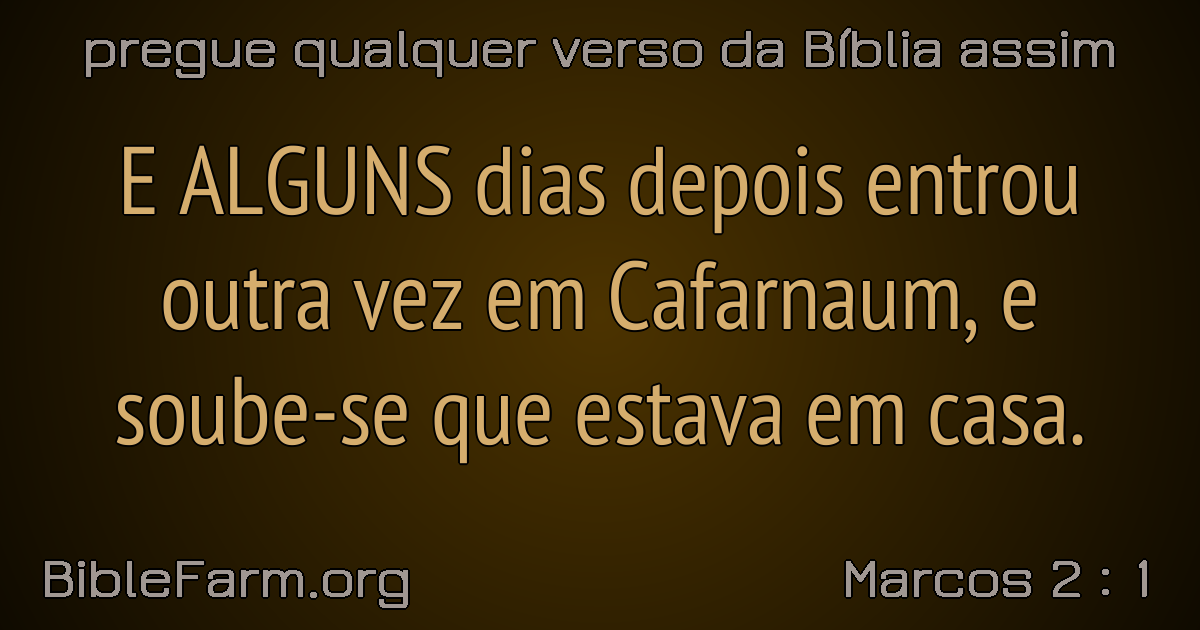 pregue qualquer verso da Bíblia assim
E ALGUNS dias depois entrou
outra vez em Cafarnaum, e
soube-se que estava em casa.
BibleFarm.org
Marcos 2 : 1